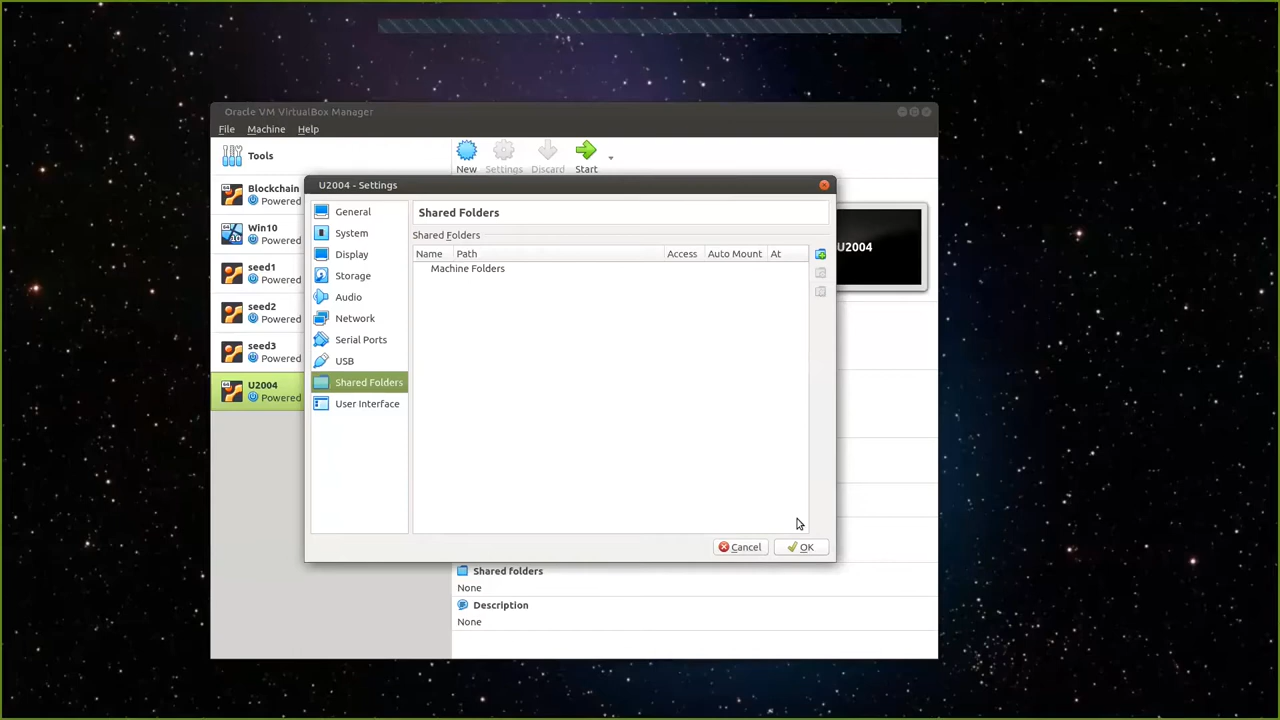 Oracle VM VirtualBox Manager
File Machine Help
Tools
New Settings Discard Start
Blockchain
Powered
Win10
Powered
seed1
Powered
seed2
Powered
seed3
Powered
U2004
Powered
U2004 - Settings
General
System
Display
Storage
Audio
Network
Serial Ports
USB
Shared Folders
User Interface
Shared Folders
Shared Folders
Name Path Access Auto Mount At
Machine Folders
Cancel OK
U2004
Shared folders
None
Description
None